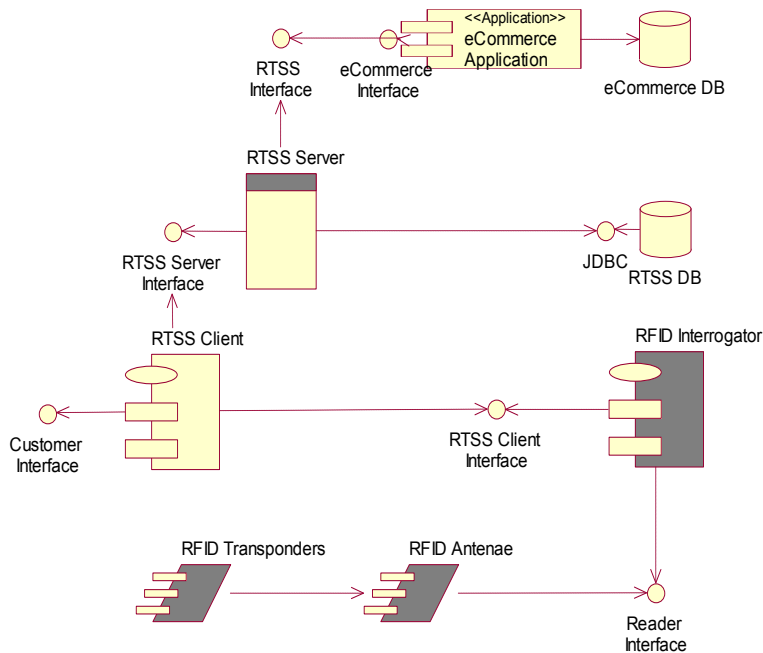 <<Application>>
eCommerce
Application
RTSS
Interface
eCommerce
Interface
eCommerce DB
RTSS Server
RTSS Server
Interface
JDBC
RTSS DB
RTSS Client
RFID Interrogator
Customer
Interface
RTSS Client
Interface
RFID Transponders
RFID Antenae
Reader
Interface